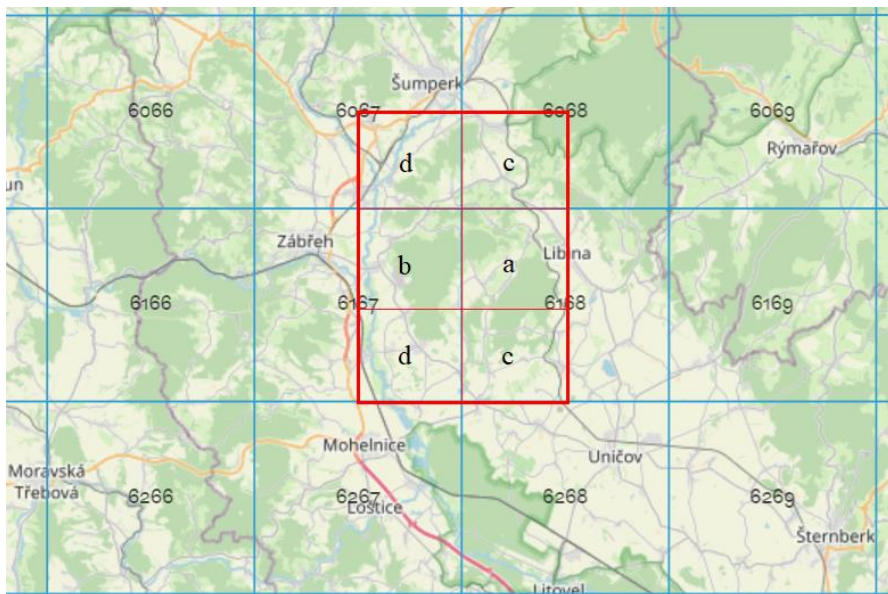 Šumperk
6066
6067
6068
6069
Rýmařov
d
c
un
Zábřeh
Libina
b
a
6166
6167
6168
6169
d
c
Mohelnice
Uničov
Moravská
Třebová
6266
6267
6268
6269
Loštice
Šternberk
Litovel